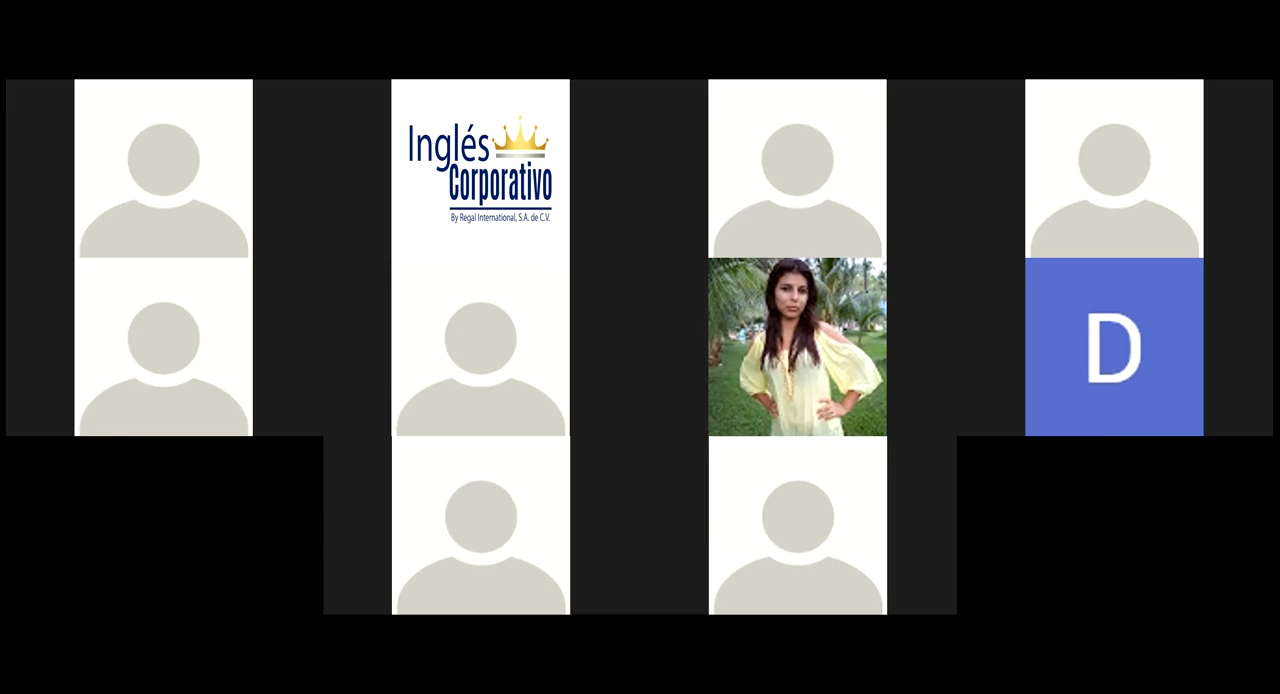 Inglés
Corporativo
By Regal International, S.A. de C.V.
D